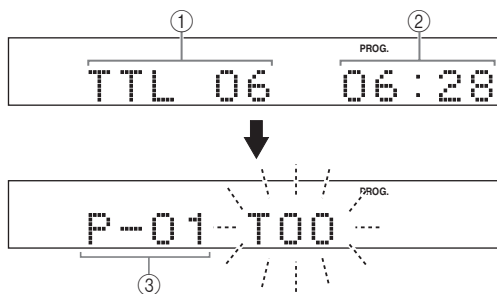 ① ②
PROG.
TTL 06 06:28
PROG.
P-01 T00
③